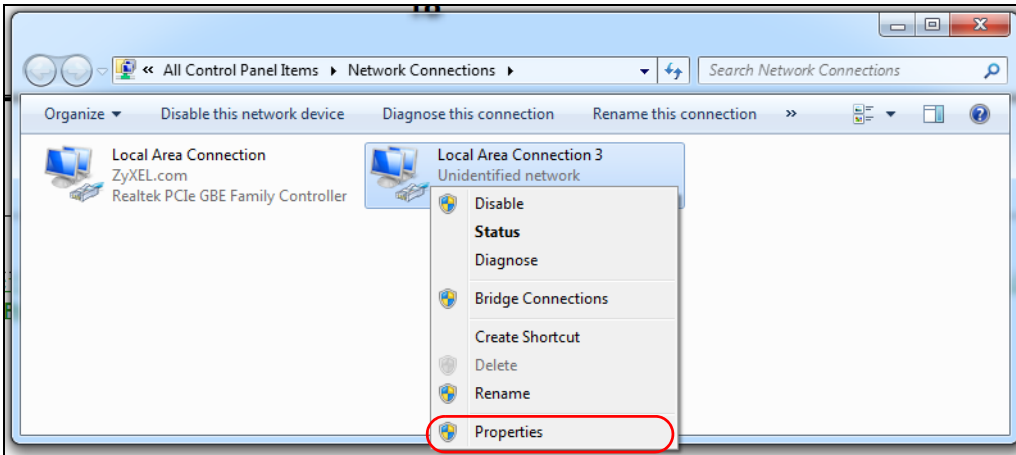 « All Control Panel Items ▸ Network Connections ▸ Search Network Connections
Organize ▾ Disable this network device Diagnose this connection Rename this connection »
Local Area Connection
ZyXEL.com
Realtek PCIe GBE Family Controller
Local Area Connection 3
Unidentified network
Disable
Status
Diagnose
Bridge Connections
Create Shortcut
Delete
Rename
Properties